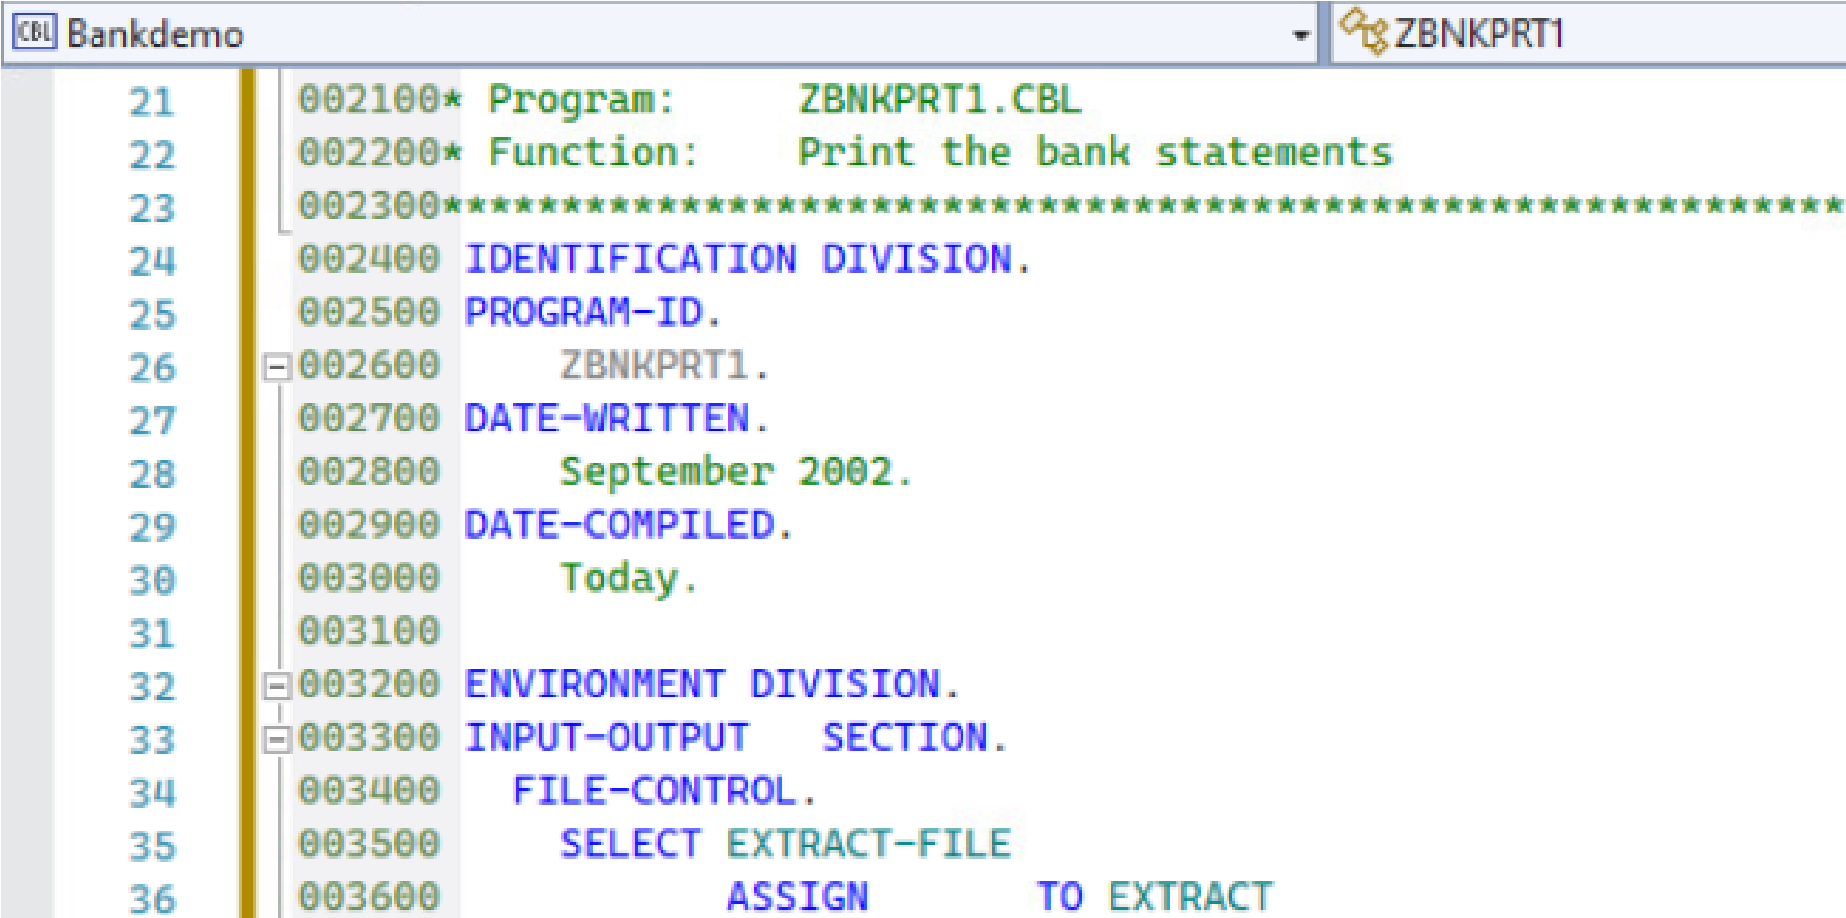 CBL Bankdemo ZBNKPRT1
21 002100* Program:     ZBNKPRT1.CBL
22 002200* Function:    Print the bank statements
23 002300***********************************************************
24 002400 IDENTIFICATION DIVISION.
25 002500 PROGRAM-ID.
26 002600     ZBNKPRT1.
27 002700 DATE-WRITTEN.
28 002800     September 2002.
29 002900 DATE-COMPILED.
30 003000     Today.
31 003100
32 003200 ENVIRONMENT DIVISION.
33 003300 INPUT-OUTPUT   SECTION.
34 003400   FILE-CONTROL.
35 003500     SELECT EXTRACT-FILE
36 003600            ASSIGN       TO EXTRACT